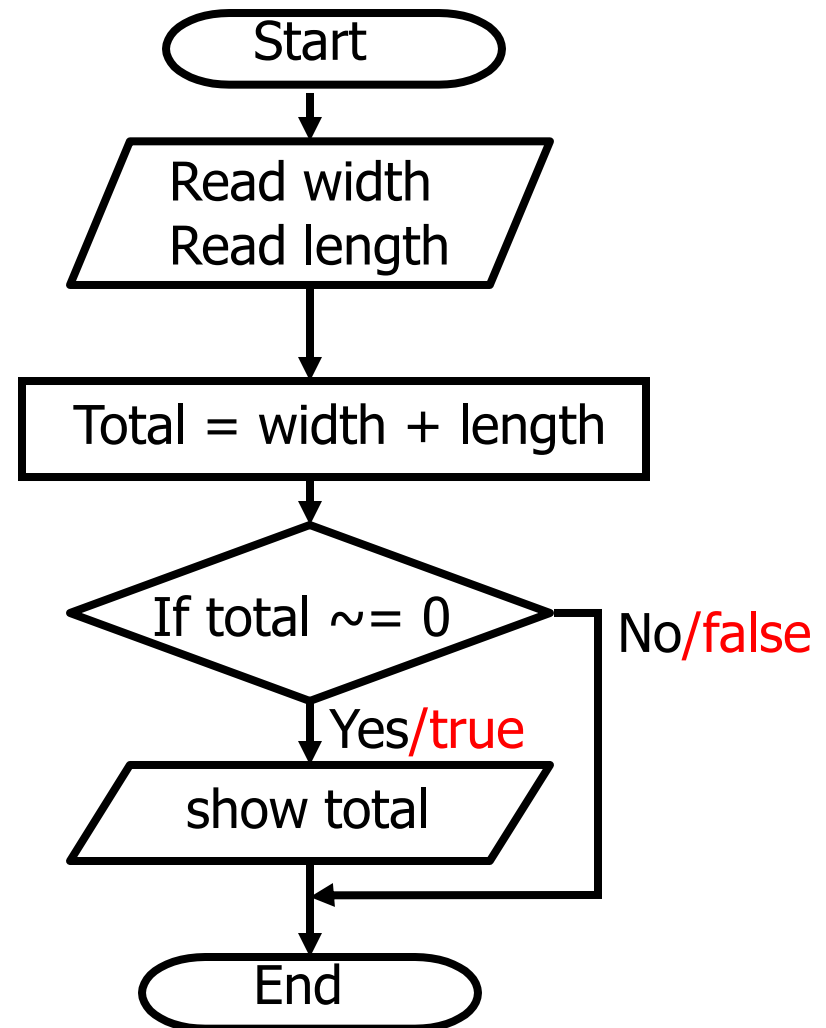 Start
Read width
Read length
Total = width + length
If total ~= 0
No/false
Yes/true
show total
End